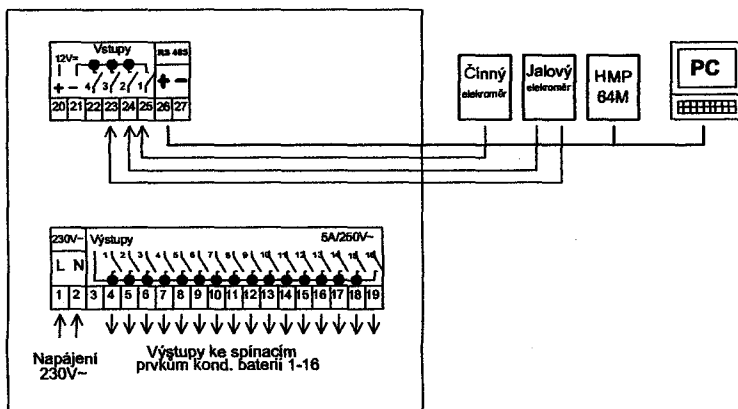 Vstupy RS 485
12V=
4 3 2 1
+ - + -
20 21 22 23 24 25 26 27
Činný
elekroměr
Jalový
elekroměr
HMP
64M
PC
230V~ Výstupy 5A/250V~
1 2 3 4 5 6 7 8 9 10 11 12 13 14 15 16
L N
1 2 3 4 5 6 7 8 9 10 11 12 13 14 15 16 17 18 19
Napájení
230V~
Výstupy ke spínacím
prvkům kond. baterií 1-16